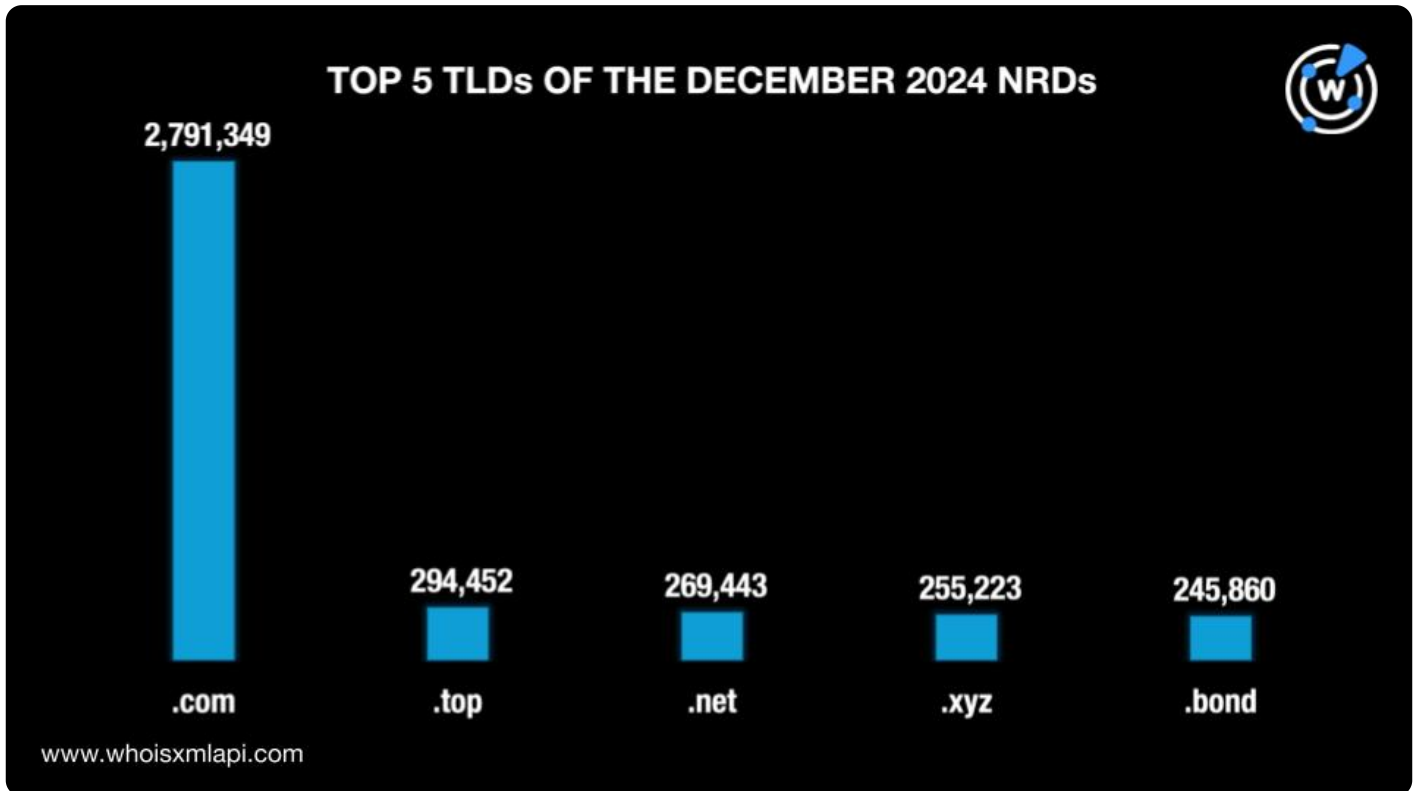 TOP 5 TLDs OF THE DECEMBER 2024 NRDs
W
2,791,349
294,452
269,443
255,223
245,860
.com
.top
.net
.xyz
.bond
www.whoisxmlapi.com